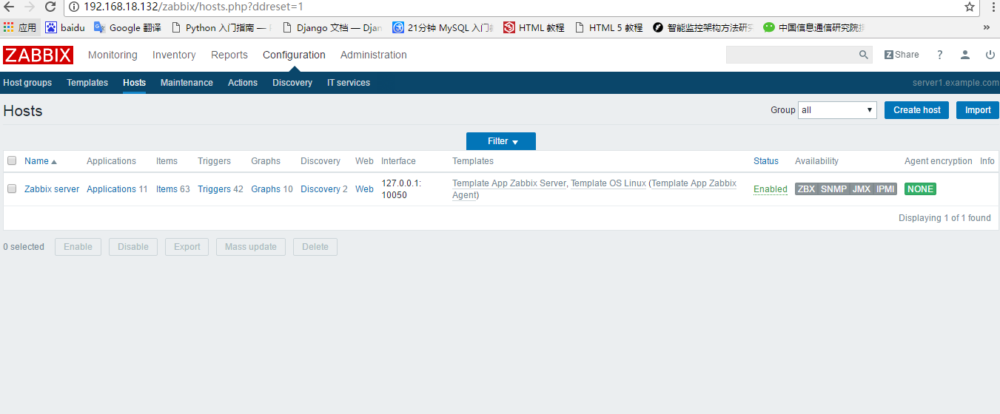 192.168.18.132/zabbix/hosts.php?ddreset=1
应用 baidu Google 翻译 Python 入门指南 — Django 文档 — Djan 21分钟 MySQL 入门 HTML 教程 HTML 5 教程 智能监控架构方法研 中国信息通信研究院 »
ZABBIX Monitoring Inventory Reports Configuration Administration Z Share ?
Host groups Templates Hosts Maintenance Actions Discovery IT services server1.example.com
Hosts Group all Create host Import
Filter
Name Applications Items Triggers Graphs Discovery Web Interface Templates Status Availability Agent encryption Info
Zabbix server Applications 11 Items 63 Triggers 42 Graphs 10 Discovery 2 Web 127.0.0.1: Template App Zabbix Server, Template OS Linux (Template App Zabbix Enabled ZBX SNMP JMX IPMI NONE
10050 Agent)
Displaying 1 of 1 found
0 selected Enable Disable Export Mass update Delete